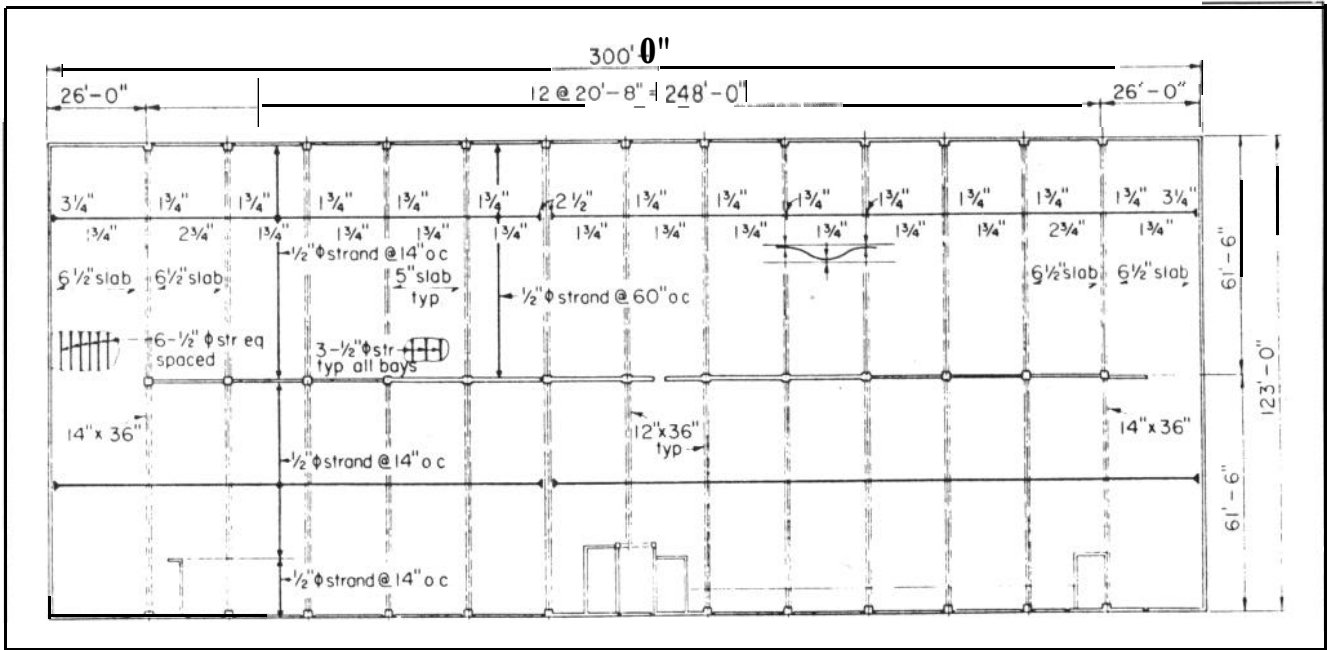 300'-0"
26'-0" 12 @ 20'-8" = 248'-0" 26'-0"
3¼" 1¾" 1¾" 1¾" 1¾" 1¾" 2½" 1¾" 1¾" 1¾" 1¾" 1¾" 1¾" 1¾" 3¼"
1¾" 2¾" 1¾" 1¾" 1¾" 1¾" 1¾" 1¾" 1¾" 1¾" 1¾" 1¾" 2¾" 1¾"
½" ϕ strand @ 14" o c
6½" slab 6½" slab 5" slab 6½" slab 6½" slab
typ
½" ϕ strand @ 60" o c
61'-6"
6-½" ϕ str eq
spaced
3-½" ϕ str
typ all bays
123'-0"
14" x 36" 12" x 36" 14" x 36"
typ
½" ϕ strand @ 14" o c
61'-6"
½" ϕ strand @ 14" o c